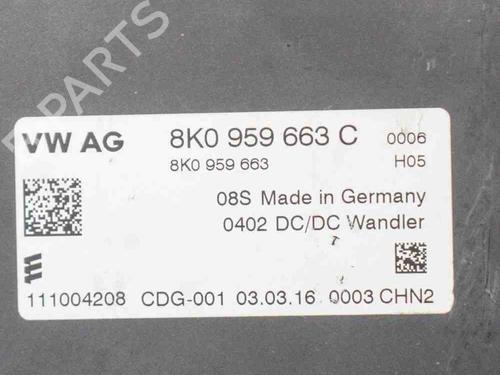 PARTS
VW AG 8K0 959 663 C 0006
8K0 959 663 H05
08S Made in Germany
0402 DC/DC Wandler
111004208 CDG-001 03.03.16 0003 CHN2